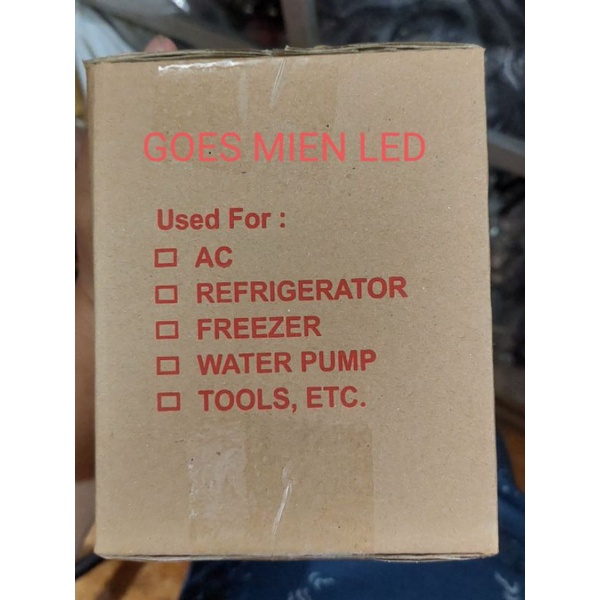 GOES MIEN LED
Used For :
AC
REFRIGERATOR
FREEZER
WATER PUMP
TOOLS, ETC.